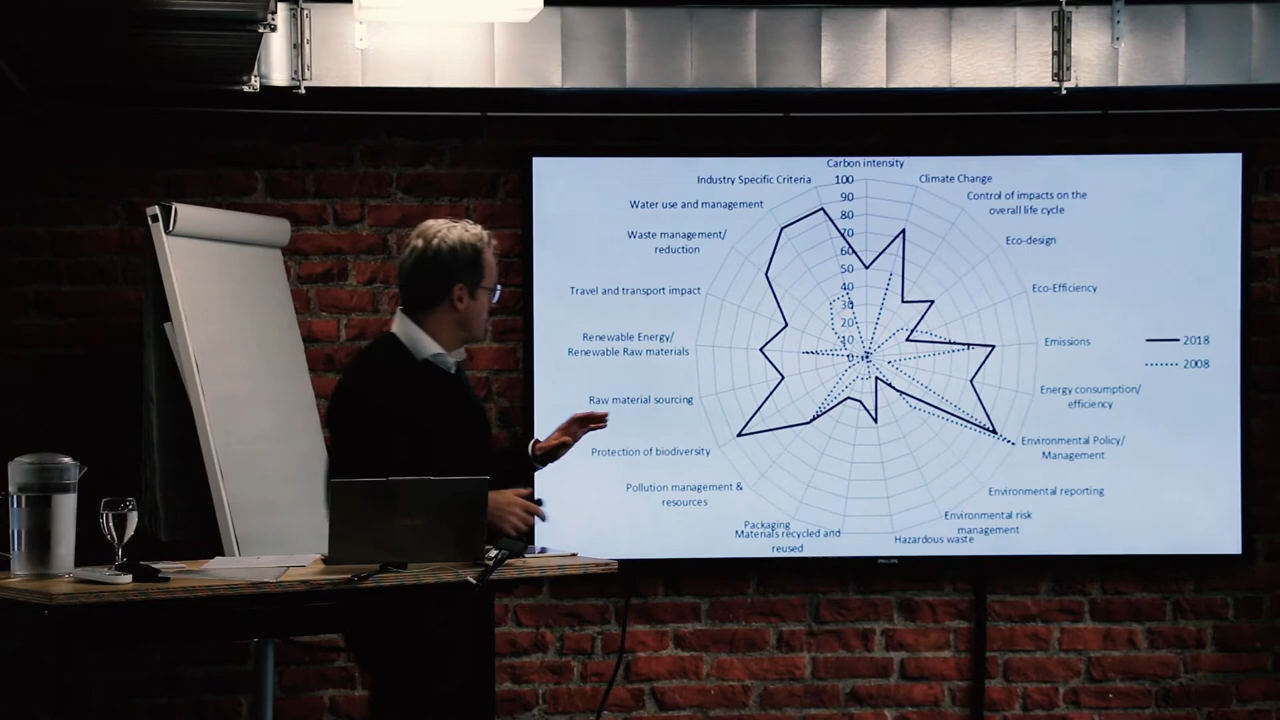 Carbon intensity
Industry Specific Criteria
Climate Change
Water use and management
Control of impacts on the
overall life cycle
Waste management/
reduction
Eco-design
Travel and transport impact
Eco-Efficiency
Renewable Energy/
Renewable Raw materials
Emissions
Raw material sourcing
Energy consumption/
efficiency
Protection of biodiversity
Environmental Policy/
Management
Pollution management &
resources
Environmental reporting
Packaging
Environmental risk
management
Materials recycled and
reused
Hazardous waste
100
90
80
70
60
50
40
30
20
10
0
2018
2008
PHILIPS